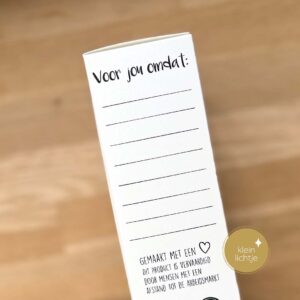 Voor jou omdat:
GEMAAKT MET EEN ♡
DIT PRODUCT IS VERVAARDIGD
DOOR MENSEN MET EEN
AFSTAND TOT DE ARBEIDSMARKT
klein
lichtje